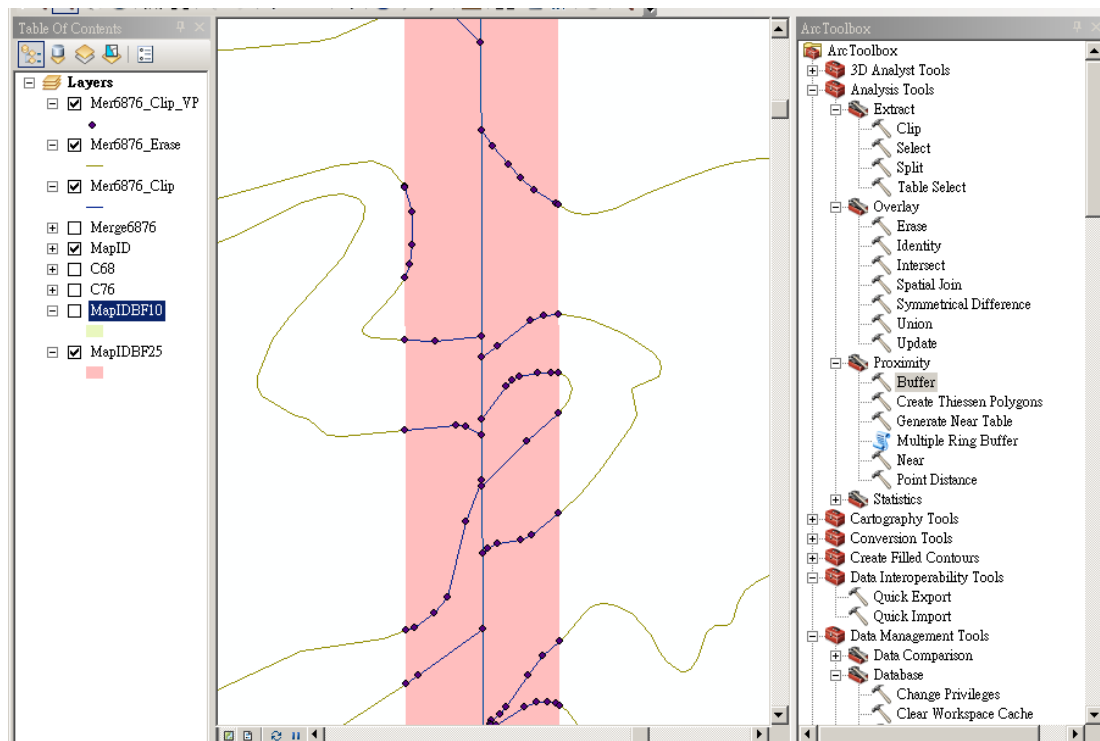 Table Of Contents
Layers
Mer6876_Clip_VP
Mer6876_Erase
Mer6876_Clip
Merge6876
MapID
C68
C76
MapIDBF10
MapIDBF25
ArcToolbox
ArcToolbox
3D Analyst Tools
Analysis Tools
Extract
Clip
Select
Split
Table Select
Overlay
Erase
Identity
Intersect
Spatial Join
Symmetrical Difference
Union
Update
Proximity
Buffer
Create Thiessen Polygons
Generate Near Table
Multiple Ring Buffer
Near
Point Distance
Statistics
Cartography Tools
Conversion Tools
Create Filled Contours
Data Interoperability Tools
Quick Export
Quick Import
Data Management Tools
Data Comparison
Database
Change Privileges
Clear Workspace Cache